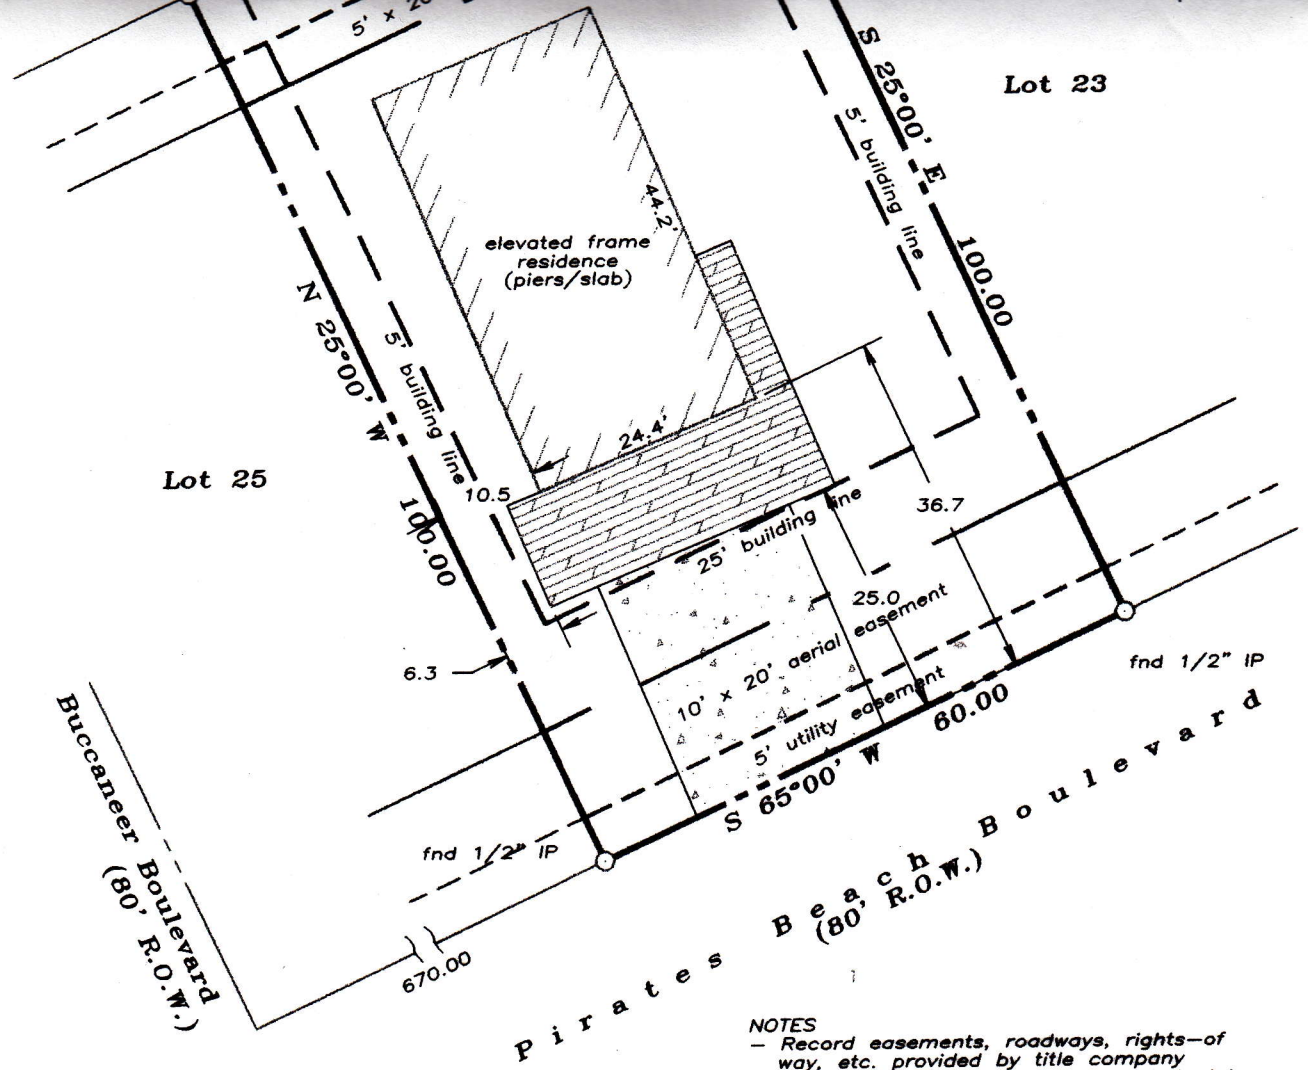 5' × 20'
S 25°00' E
100.00
Lot 23
5' building line
44.2'
elevated frame
residence
(piers/slab)
N 25°00' W
100.00
5' building line
Lot 25
24.4'
10.5
36.7
25' building line
25.0
10' × 20' aerial easement
5' utility easement
6.3
fnd 1/2" IP
60.00
S 65°00' W
fnd 1/2" IP
Buccaneer Boulevard
(80' R.O.W.)
670.00
Pirates Beach Boulevard
(80' R.O.W.)
NOTES
– Record easements, roadways, rights–of
way, etc. provided by title company